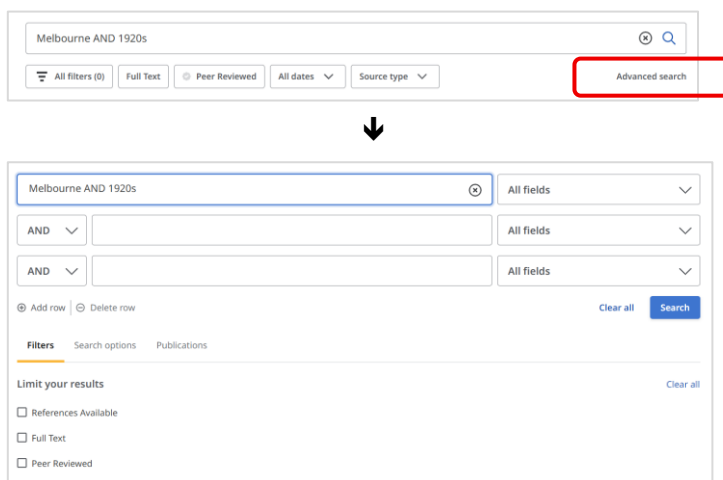 Melbourne AND 1920s
All filters (0) Full Text Peer Reviewed All dates Source type Advanced search
Melbourne AND 1920s All fields
AND All fields
AND All fields
Add row Delete row Clear all Search
Filters Search options Publications
Limit your results Clear all
References Available
Full Text
Peer Reviewed